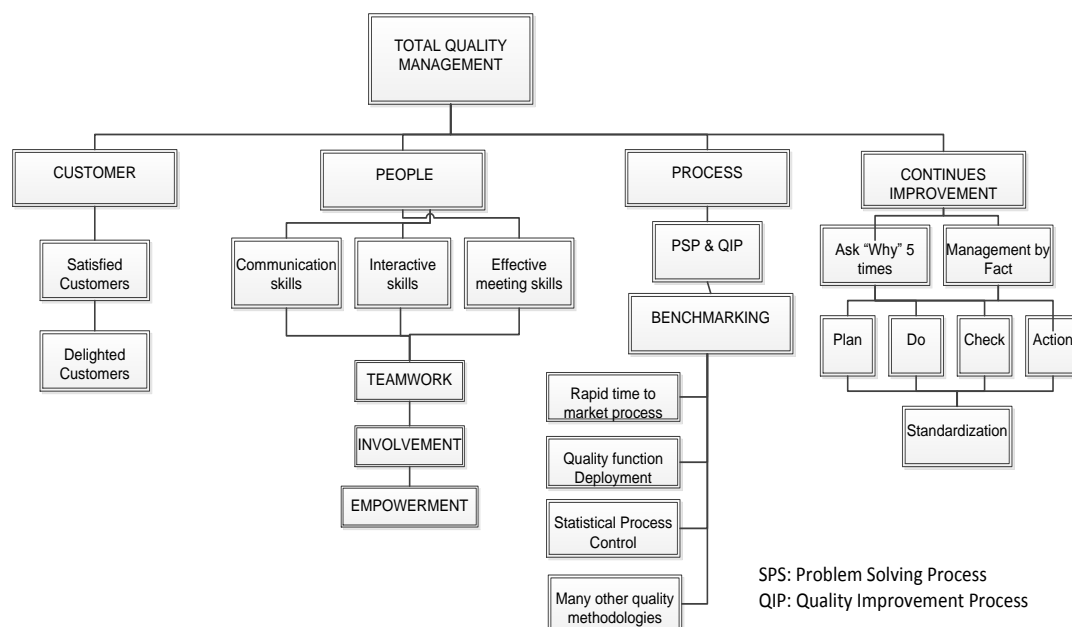 TOTAL QUALITY
MANAGEMENT
CUSTOMER
PEOPLE
PROCESS
CONTINUES
IMPROVEMENT
Satisfied
Customers
Delighted
Customers
Communication
skills
Interactive
skills
Effective
meeting skills
TEAMWORK
INVOLVEMENT
EMPOWERMENT
PSP & QIP
BENCHMARKING
Rapid time to
market process
Quality function
Deployment
Statistical Process
Control
Many other quality
methodologies
Ask “Why” 5
times
Management by
Fact
Plan
Do
Check
Action
Standardization
SPS: Problem Solving Process
QIP: Quality Improvement Process